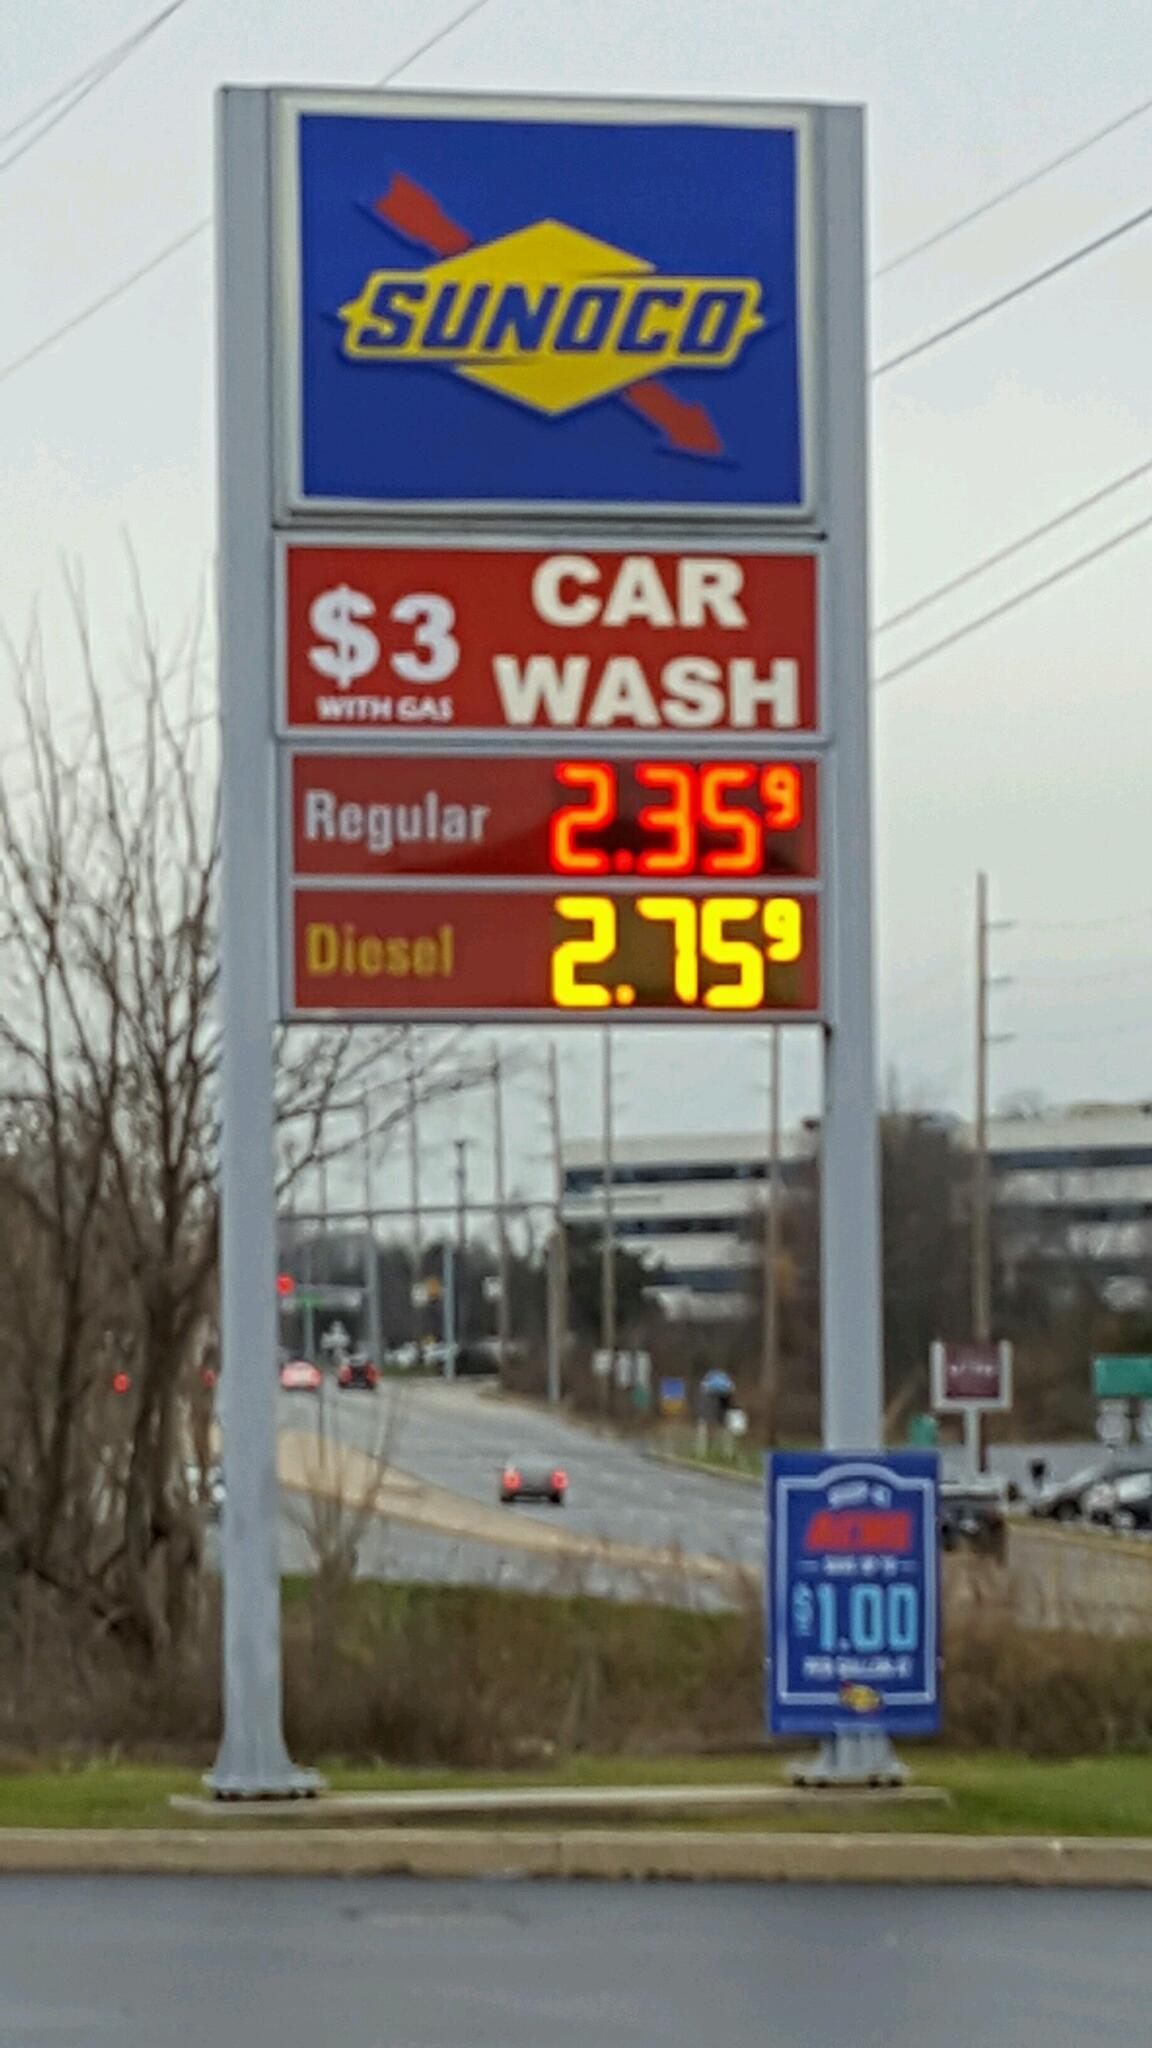 SUNOCO
$3
WITH GAS
CAR
WASH
Regular 2.35⁹
Diesel 2.75⁹
$1.00